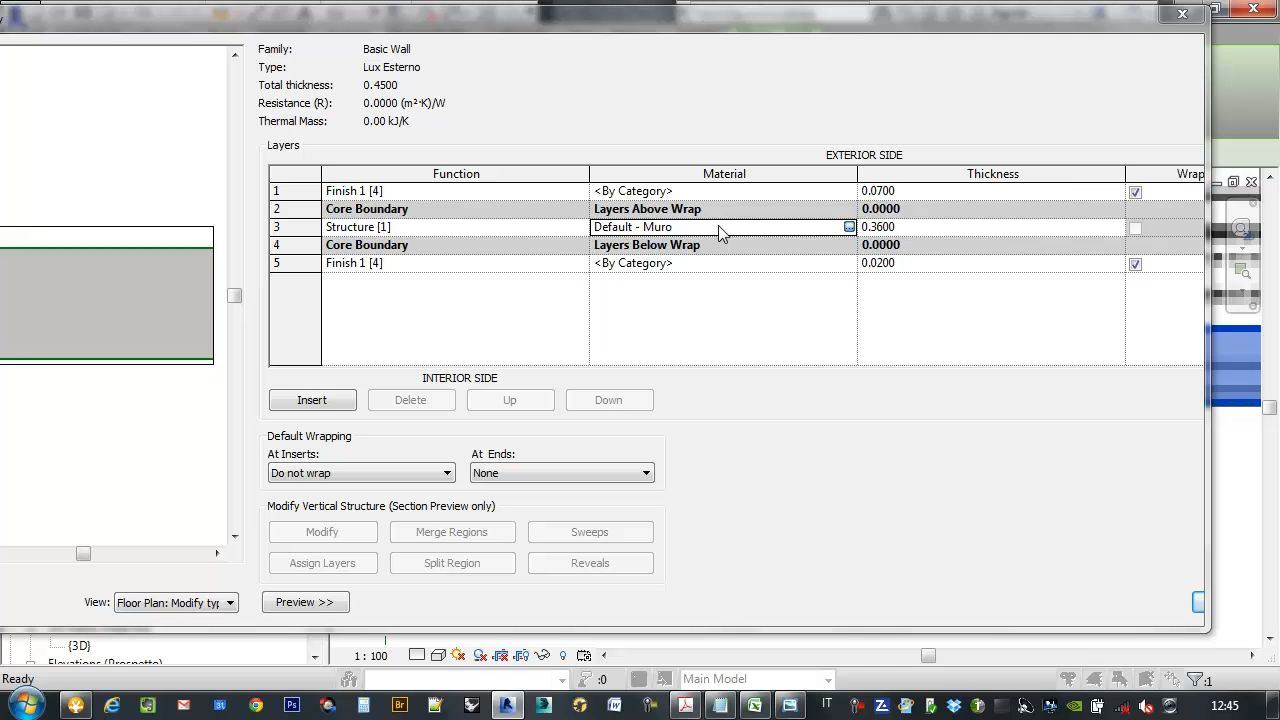 Family: Basic Wall
Type: Lux Esterno
Total thickness: 0.4500
Resistance (R): 0.0000 (m²·K)/W
Thermal Mass: 0.00 kJ/K
Layers
EXTERIOR SIDE
Function Material Thickness Wrap
1 Finish 1 [4] <By Category> 0.0700
2 Core Boundary Layers Above Wrap 0.0000
3 Structure [1] Default - Muro 0.3600
4 Core Boundary Layers Below Wrap 0.0000
5 Finish 1 [4] <By Category> 0.0200
INTERIOR SIDE
Insert Delete Up Down
Default Wrapping
At Inserts: At Ends:
Do not wrap None
Modify Vertical Structure (Section Preview only)
Modify Merge Regions Sweeps
Assign Layers Split Region Reveals
View: Floor Plan: Modify typ Preview >>
{3D}
Elevations (Prospetto)
1 : 100
Ready :0 Main Model :1
Ps Br IT 12:45